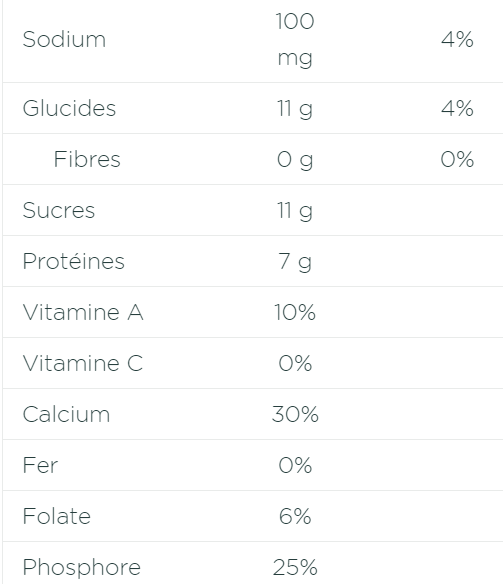 Sodium 100 mg 4%
Glucides 11 g 4%
Fibres 0 g 0%
Sucres 11 g
Protéines 7 g
Vitamine A 10%
Vitamine C 0%
Calcium 30%
Fer 0%
Folate 6%
Phosphore 25%